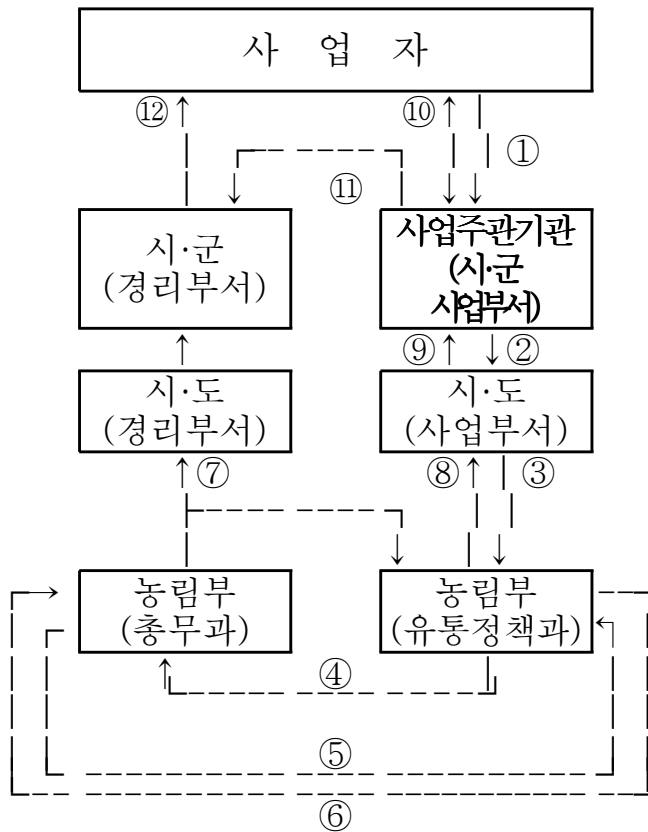 사 업 자
⑫ ⑩
①
⑪
시·군
(경리부서)
사업주관기관
(시·군
사업부서)
⑨ ②
시·도
(경리부서)
시·도
(사업부서)
⑦ ⑧ ③
농림부
(총무과)
농림부
(유통정책과)
④
⑤
⑥